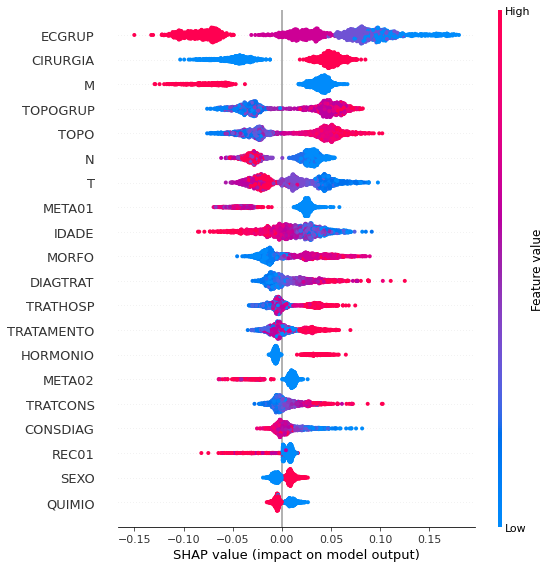 High
ECGRUP
CIRURGIA
M
TOPOGRUP
TOPO
N
T
META01
IDADE
MORFO
DIAGTRAT
TRATHOSP
TRATAMENTO
HORMONIO
META02
TRATCONS
CONSDIAG
REC01
SEXO
QUIMIO
Feature value
Low
−0.15 −0.10 −0.05 0.00 0.05 0.10 0.15
SHAP value (impact on model output)